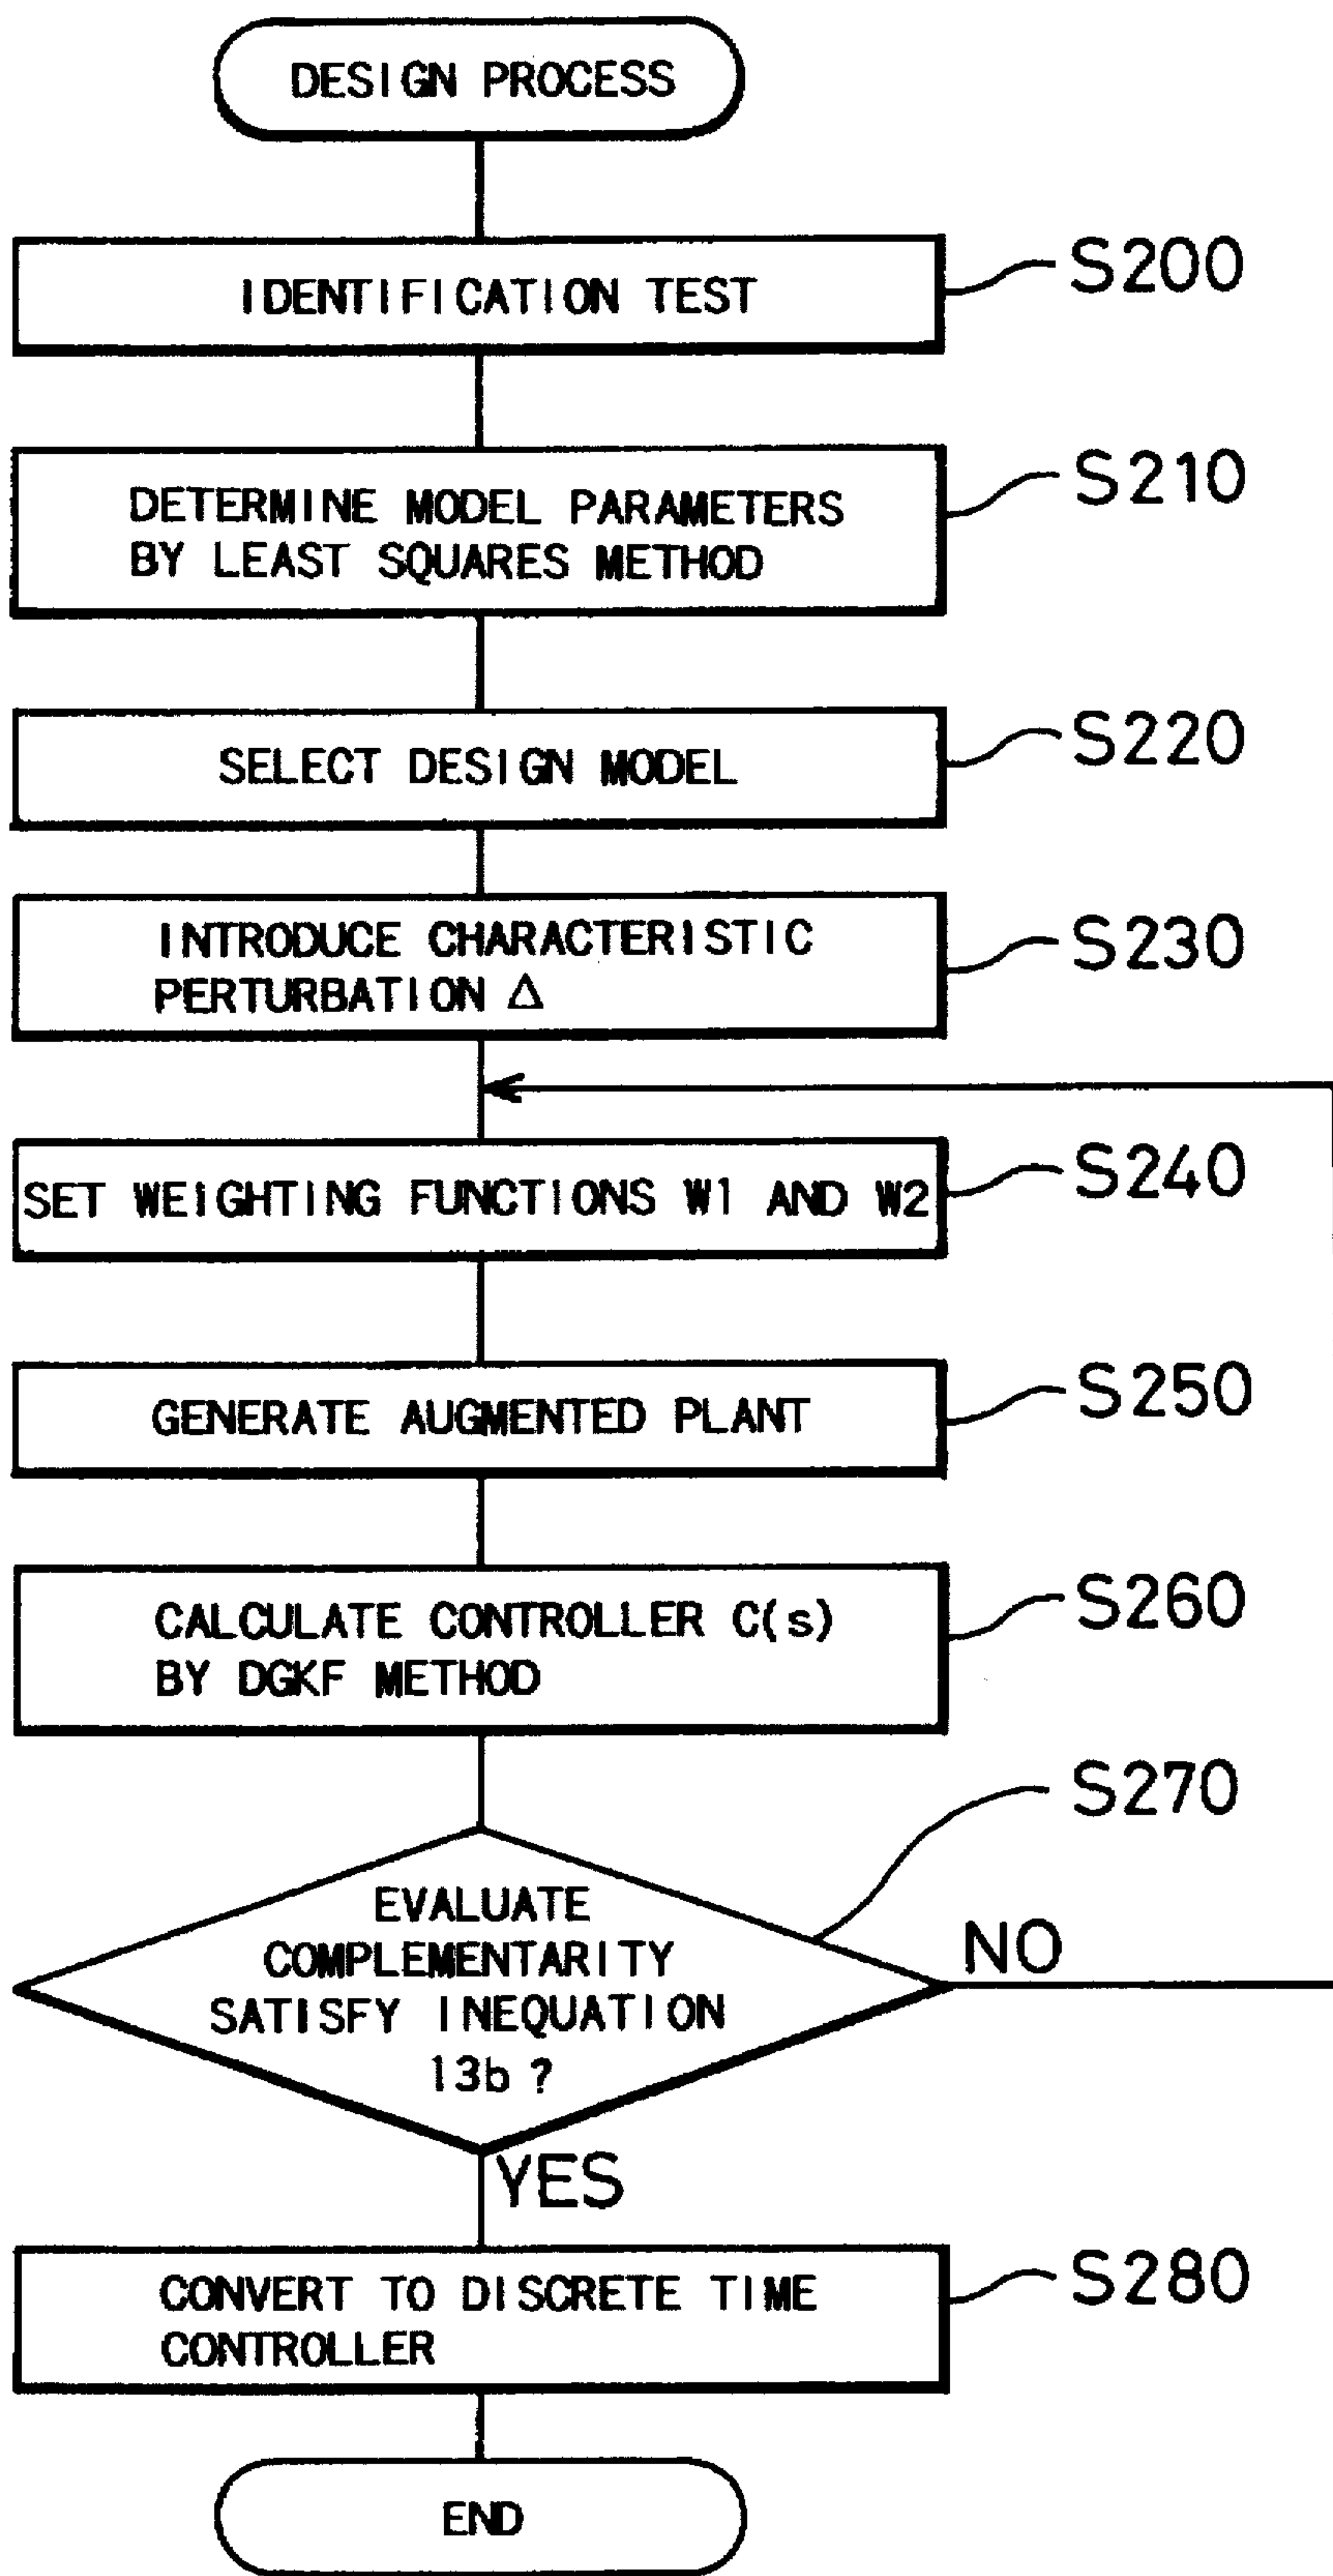 DESIGN PROCESS
IDENTIFICATION TEST
S200
DETERMINE MODEL PARAMETERS
BY LEAST SQUARES METHOD
S210
SELECT DESIGN MODEL
S220
INTRODUCE CHARACTERISTIC
PERTURBATION Δ
S230
SET WEIGHTING FUNCTIONS W1 AND W2
S240
GENERATE AUGMENTED PLANT
S250
CALCULATE CONTROLLER C(s)
BY DGKF METHOD
S260
EVALUATE
COMPLEMENTARITY
SATISFY INEQUATION
13b ?
S270
NO
YES
CONVERT TO DISCRETE TIME
CONTROLLER
S280
END